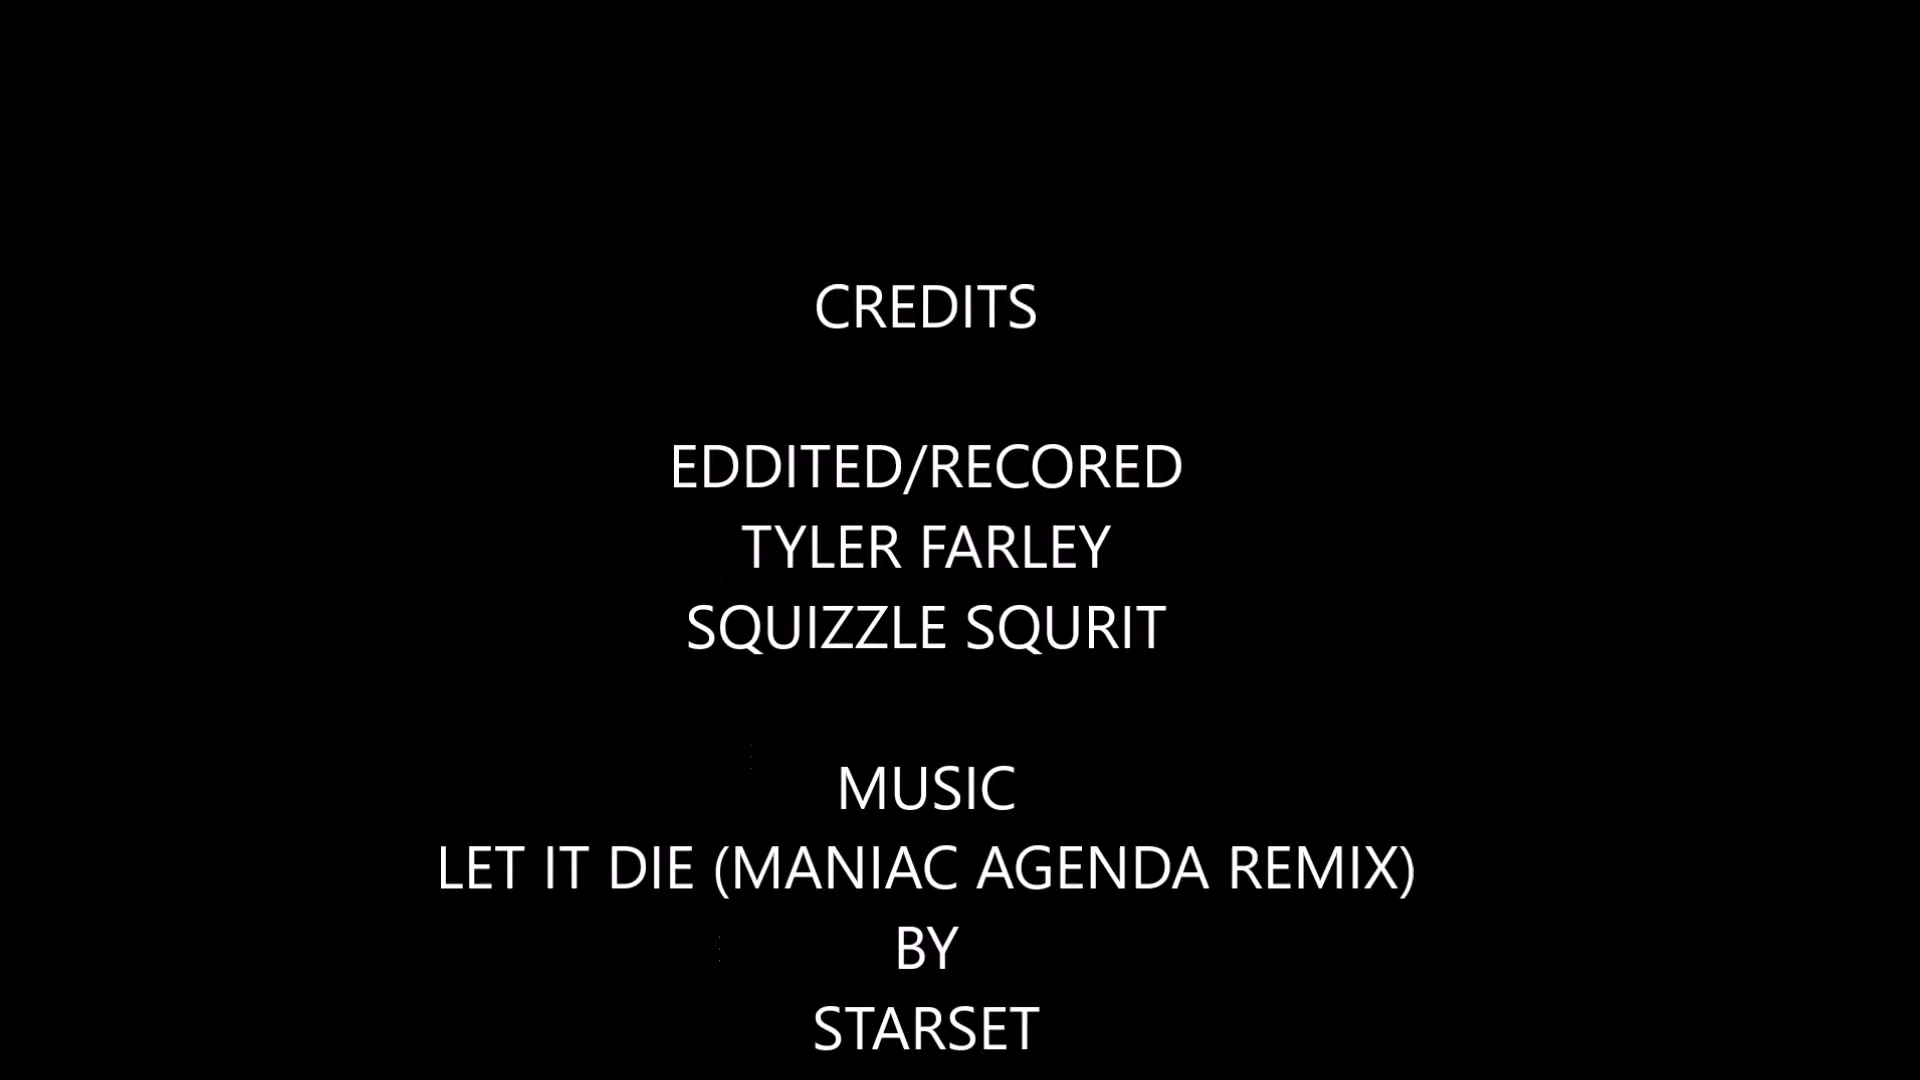 CREDITS
EDDITED/RECORED
TYLER FARLEY
SQUIZZLE SQURIT
MUSIC
LET IT DIE (MANIAC AGENDA REMIX)
BY
STARSET